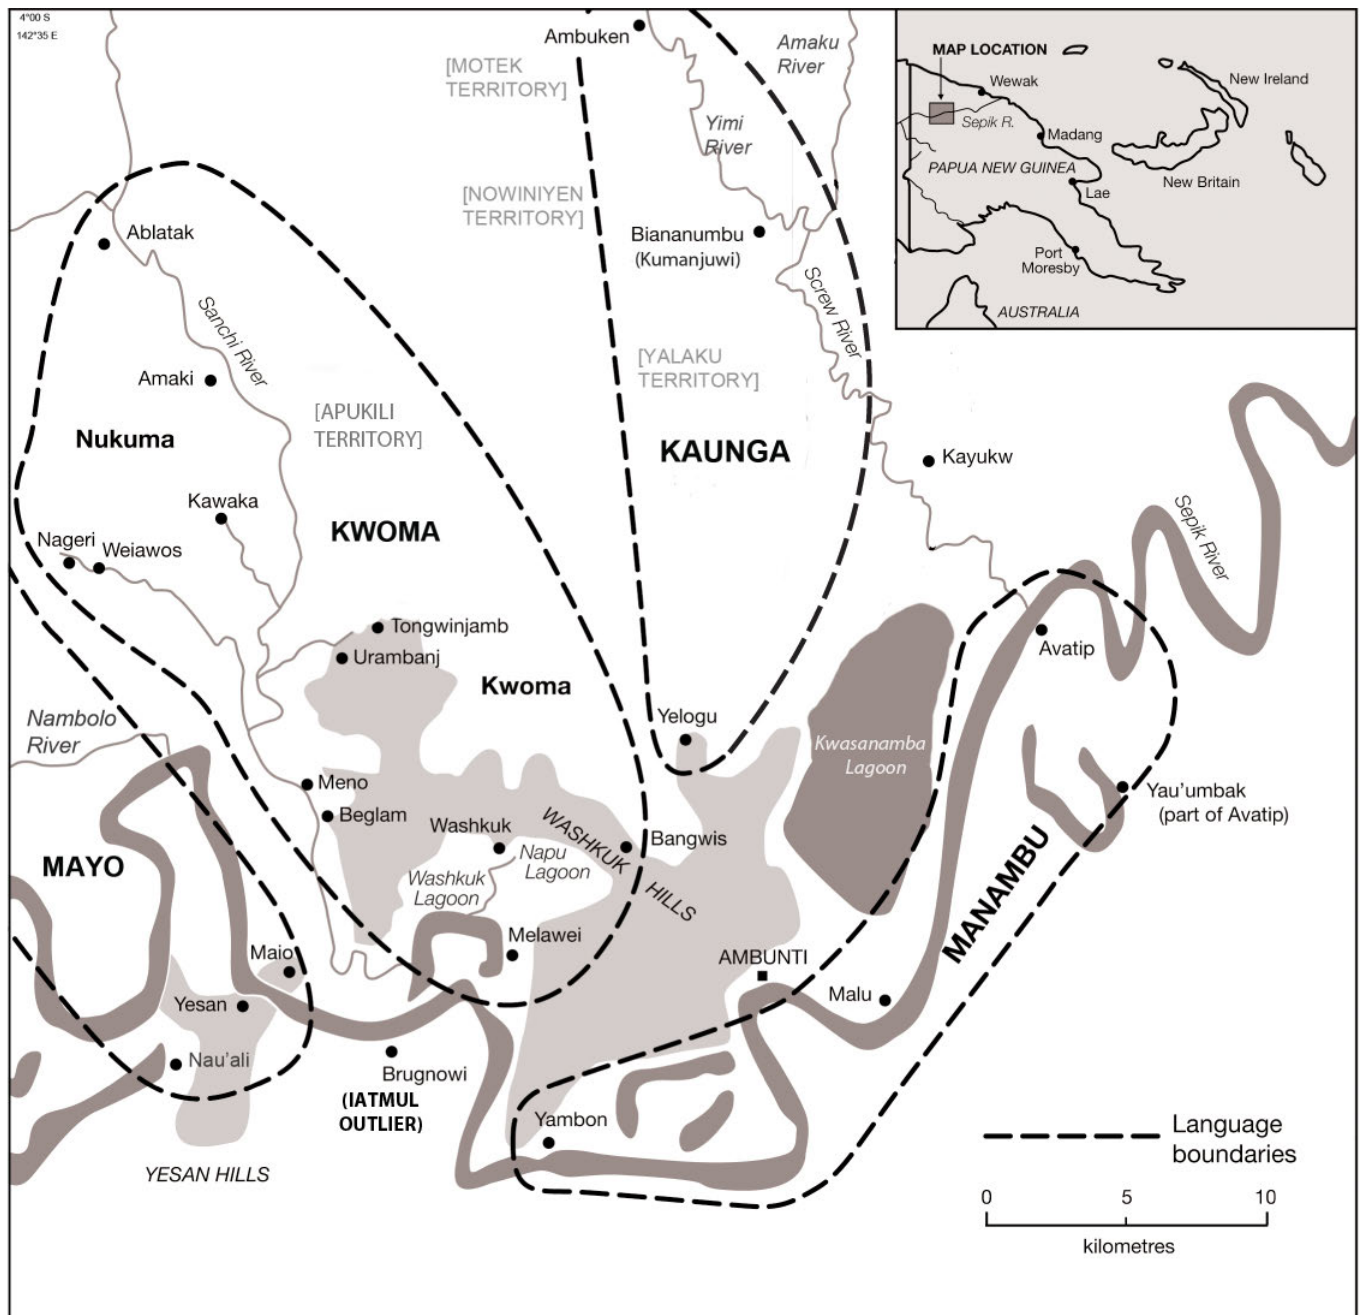 4°00 S
142°35 E
Ambuken
Amaku
River
[MOTEK
TERRITORY]
Yimi
River
[NOWINIYEN
TERRITORY]
Ablatak
Biananumbu
(Kumanjuwi)
Sanchi River
Screw River
Amaki
[YALAKU
TERRITORY]
[APUKILI
TERRITORY]
Nukuma
KAUNGA
Kayukw
Kawaka
KWOMA
Sepik River
Nageri
Weiawos
Tongwinjamb
Urambanj
Avatip
Kwoma
Nambolo
River
Yelogu
Kwasanamba
Lagoon
Meno
Beglam
Yau'umbak
(part of Avatip)
Washkuk
WASHKUK
HILLS
Bangwis
Napu
Lagoon
MAYO
Washkuk
Lagoon
MANAMBU
Melawei
Maio
AMBUNTI
Malu
Yesan
Nau'ali
Brugnowi
(IATMUL
OUTLIER)
Yambon
YESAN HILLS
Language
boundaries
0 5 10
kilometres
MAP LOCATION
Wewak
New Ireland
Sepik R.
Madang
PAPUA NEW GUINEA
New Britain
Lae
Port
Moresby
AUSTRALIA